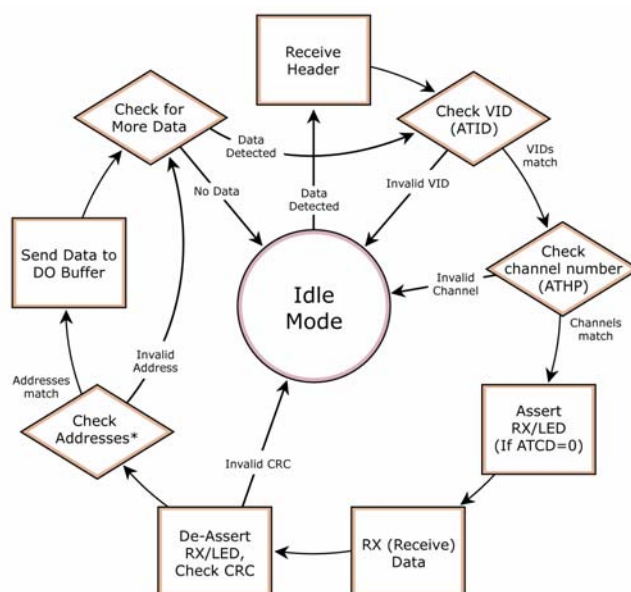 Receive
Header
Check for
More Data
Check VID
(ATID)
Data
Detected
VIDs
match
No Data
Data
Detected
Invalid VID
Send Data to
DO Buffer
Check
channel number
(ATHP)
Idle
Mode
Invalid
Channel
Channels
match
Invalid
Address
Addresses
match
Check
Addresses*
Assert
RX/LED
(If ATCD=0)
Invalid CRC
De-Assert
RX/LED,
Check CRC
RX (Receive)
Data